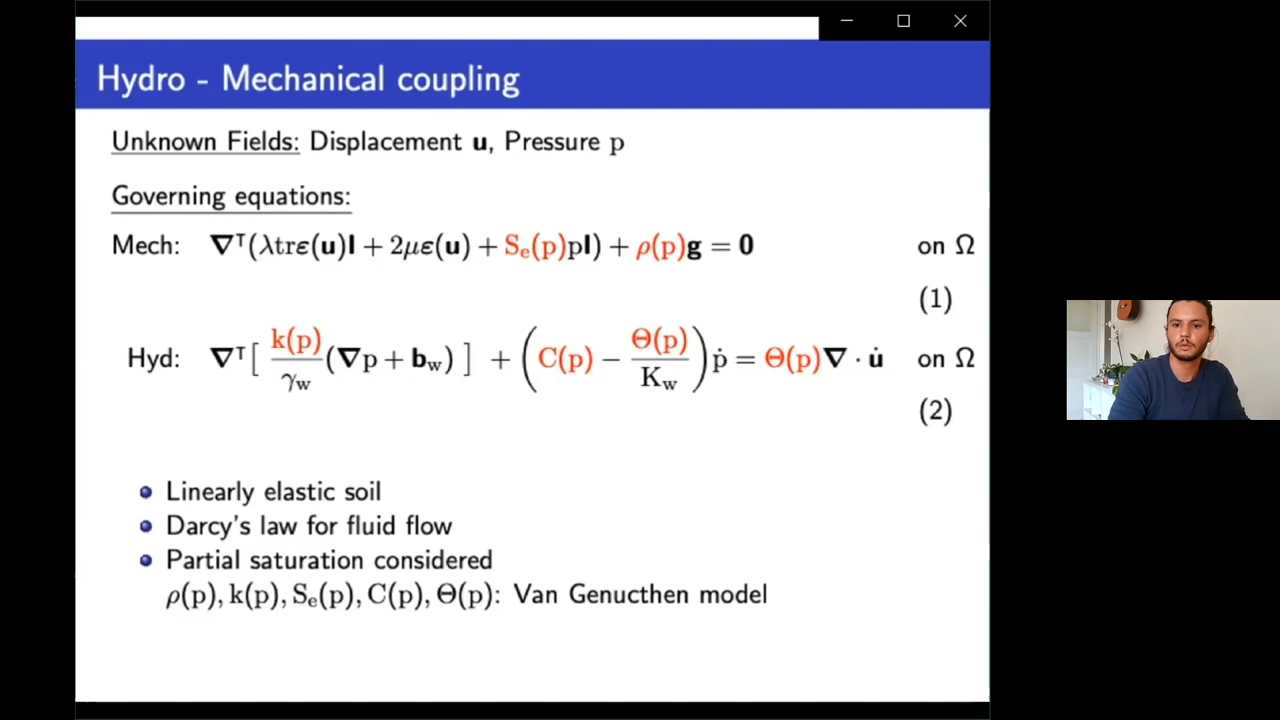 Hydro - Mechanical coupling
Unknown Fields: Displacement u, Pressure p
Governing equations:
Mech: ∇ᵀ(λtrε(u)I + 2με(u) + Sₑ(p)pI) + ρ(p)g = 0 on Ω
(1)
Hyd: ∇ᵀ[ k(p)/γ_w (∇p + b_w) ] + (C(p) − Θ(p)/K_w)ṗ = Θ(p)∇ · u̇ on Ω
(2)
Linearly elastic soil
Darcy's law for fluid flow
Partial saturation considered
ρ(p), k(p), Sₑ(p), C(p), Θ(p): Van Genucthen model